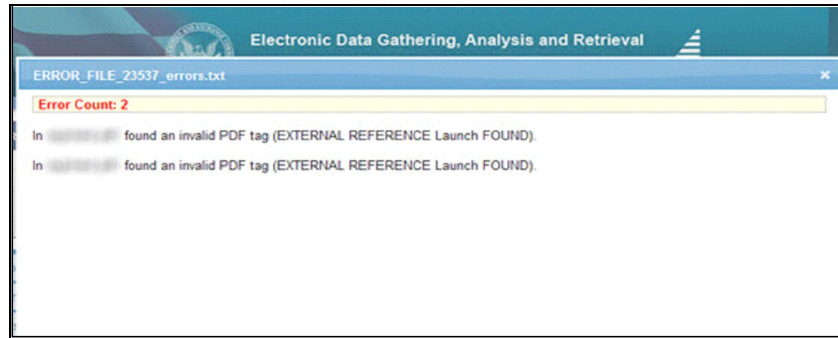 Electronic Data Gathering, Analysis and Retrieval
ERROR_FILE_23537_errors.txt
Error Count: 2
In found an invalid PDF tag (EXTERNAL REFERENCE Launch FOUND).
In found an invalid PDF tag (EXTERNAL REFERENCE Launch FOUND).